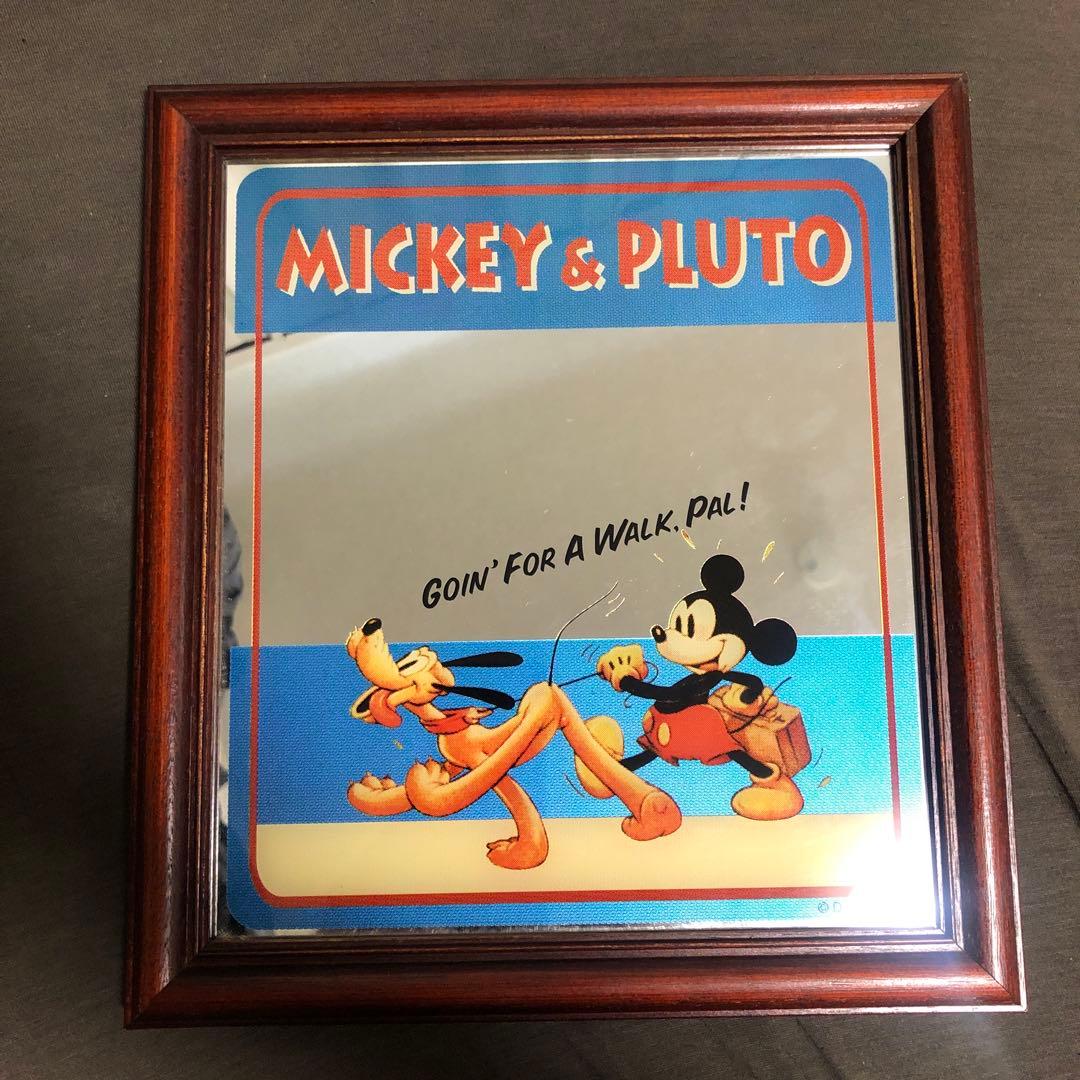 MICKEY & PLUTO
GOIN' FOR A WALK, PAL!
© D